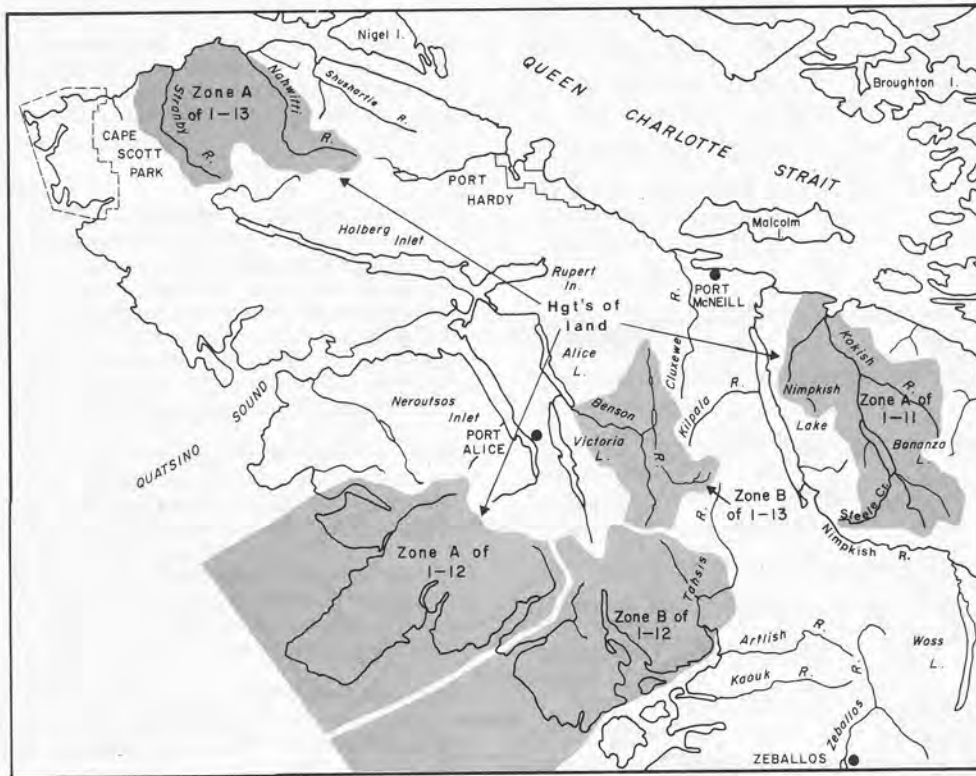 Nigel I.
QUEEN
CHARLOTTE
STRAIT
Broughton I.
Zone A
of 1-13
Stranby
R.
Nahwitti
R.
Shushartie
R.
CAPE
SCOTT
PARK
PORT
HARDY
Malcolm
I.
Holberg
Inlet
Rupert
In.
PORT
McNEILL
Hgt's of
land
Alice
L.
Cluxewe
R.
Kokish
R.
Nimpkish
Lake
Zone A of
1-11
Bonanza
L.
QUATSINO
SOUND
Neroutsos
Inlet
PORT
ALICE
Benson
R.
Victoria
L.
Kilpala
R.
Zone B
of 1-13
Steele Cr.
Nimpkish
R.
Zone A of
1-12
Zone B of
1-12
Tahsis
R.
Artlish
R.
Kaouk
R.
Woss
L.
Zeballos
R.
ZEBALLOS